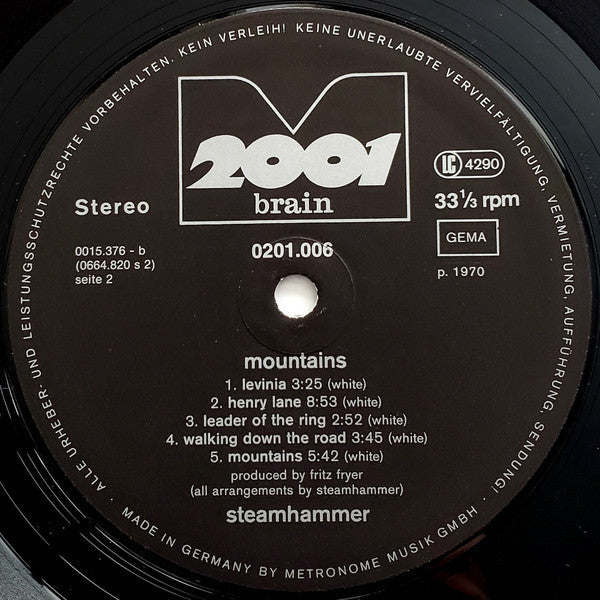 · ALLE URHEBER- UND LEISTUNGSSCHUTZRECHTE VORBEHALTEN. KEIN VERLEIH! KEINE UNERLAUBTE VERVIELFÄLTIGUNG, VERMIETUNG, AUFFÜHRUNG, SENDUNG! ·
2001
brain
Stereo
LC 4290
33⅓ rpm
GEMA
p. 1970
0015.376 - b
(0664.820 s 2)
seite 2
0201.006
mountains
1. levinia 3:25 (white)
2. henry lane 8:53 (white)
3. leader of the ring 2:52 (white)
4. walking down the road 3:45 (white)
5. mountains 5:42 (white)
produced by fritz fryer
(all arrangements by steamhammer)
steamhammer
MADE IN GERMANY BY METRONOME MUSIK GMBH ·